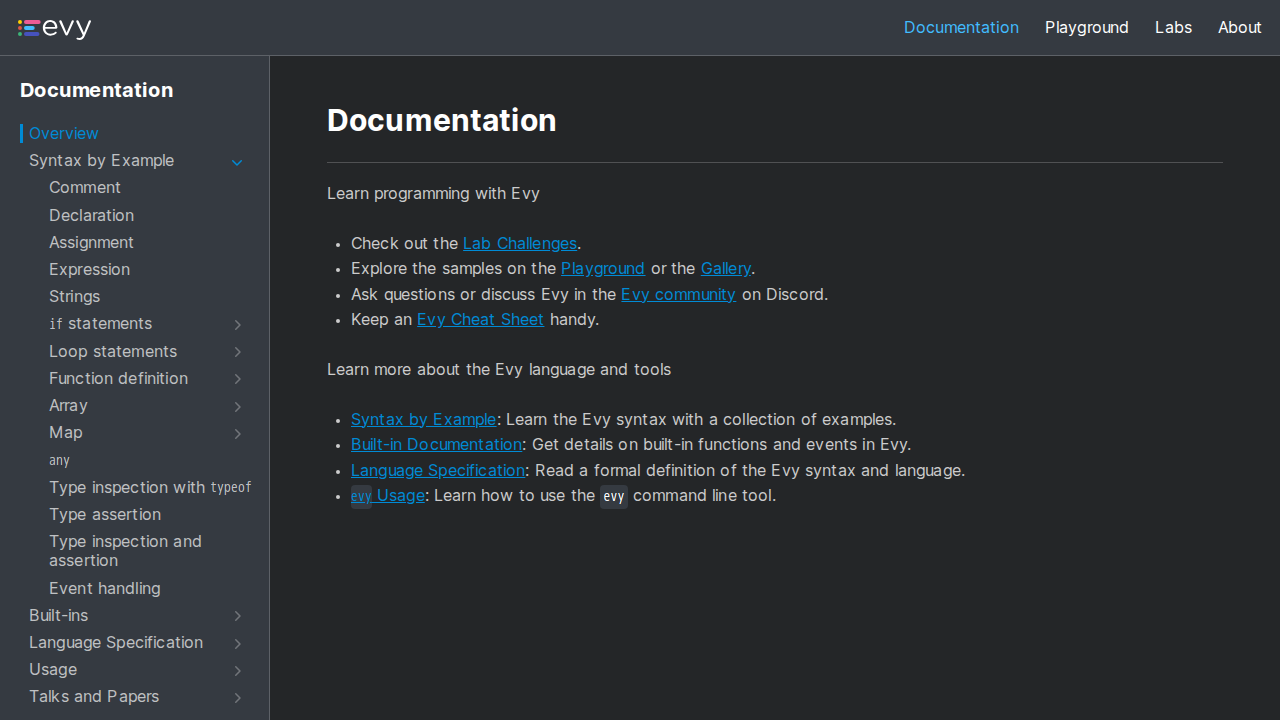 evy
Documentation Playground Labs About
Documentation
Overview
Syntax by Example
Comment
Declaration
Assignment
Expression
Strings
if statements
Loop statements
Function definition
Array
Map
any
Type inspection with typeof
Type assertion
Type inspection and
assertion
Event handling
Built-ins
Language Specification
Usage
Talks and Papers
Documentation
Learn programming with Evy
• Check out the Lab Challenges.
• Explore the samples on the Playground or the Gallery.
• Ask questions or discuss Evy in the Evy community on Discord.
• Keep an Evy Cheat Sheet handy.
Learn more about the Evy language and tools
• Syntax by Example: Learn the Evy syntax with a collection of examples.
• Built-in Documentation: Get details on built-in functions and events in Evy.
• Language Specification: Read a formal definition of the Evy syntax and language.
• evy Usage: Learn how to use the evy command line tool.